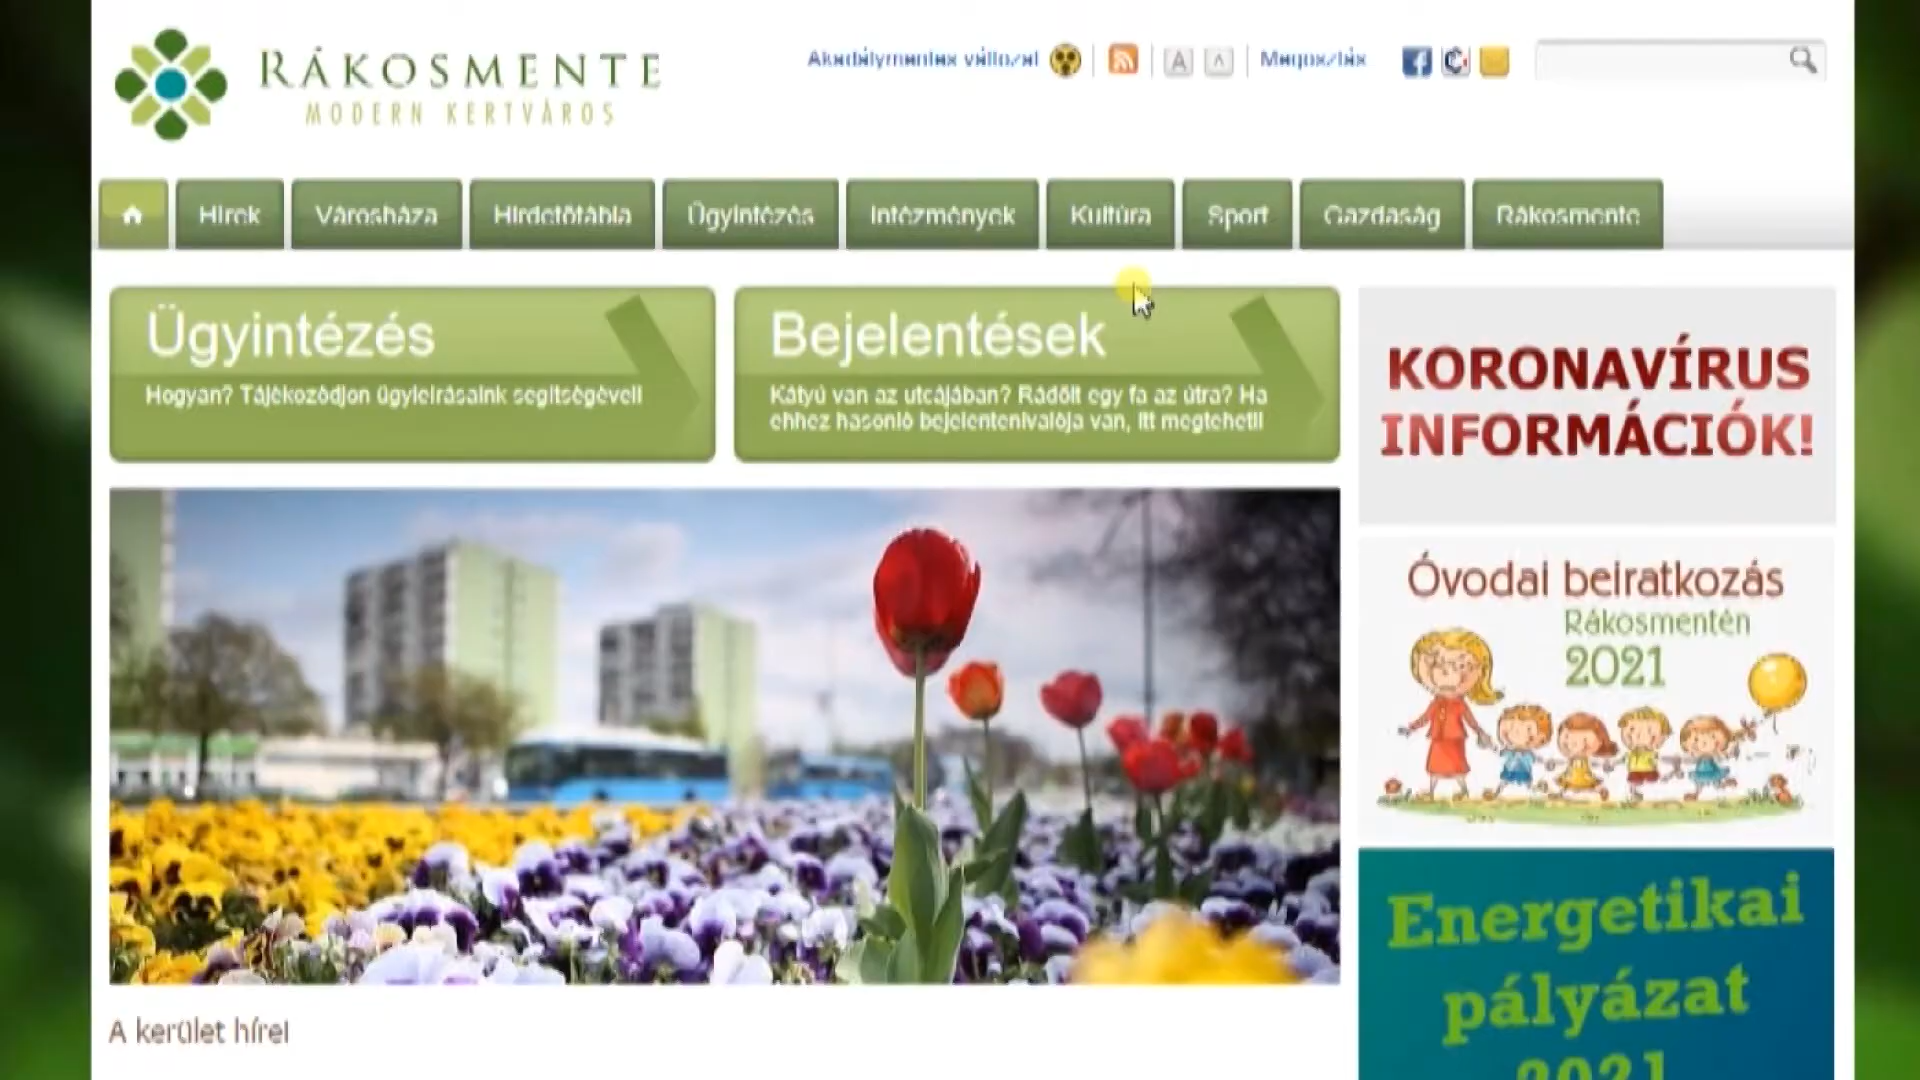 RÁKOSMENTE
MODERN KERTVÁROS
Akadálymentes változat
A
A
Megosztás
Hírek
Városháza
Hirdetőtábla
Ügyintézés
Intézmények
Kultúra
Sport
Gazdaság
Rákosmente
Ügyintézés
Hogyan? Tájékozódjon ügyleírásaink segítségével!
Bejelentések
Kátyú van az utcájában? Rádőlt egy fa az útra? Ha
ehhez hasonló bejelentenivalója van, itt megteheti!
KORONAVÍRUS
INFORMÁCIÓK!
Óvodai beiratkozás
Rákosmentén
2021
Energetikai
pályázat
2021
A kerület hírei